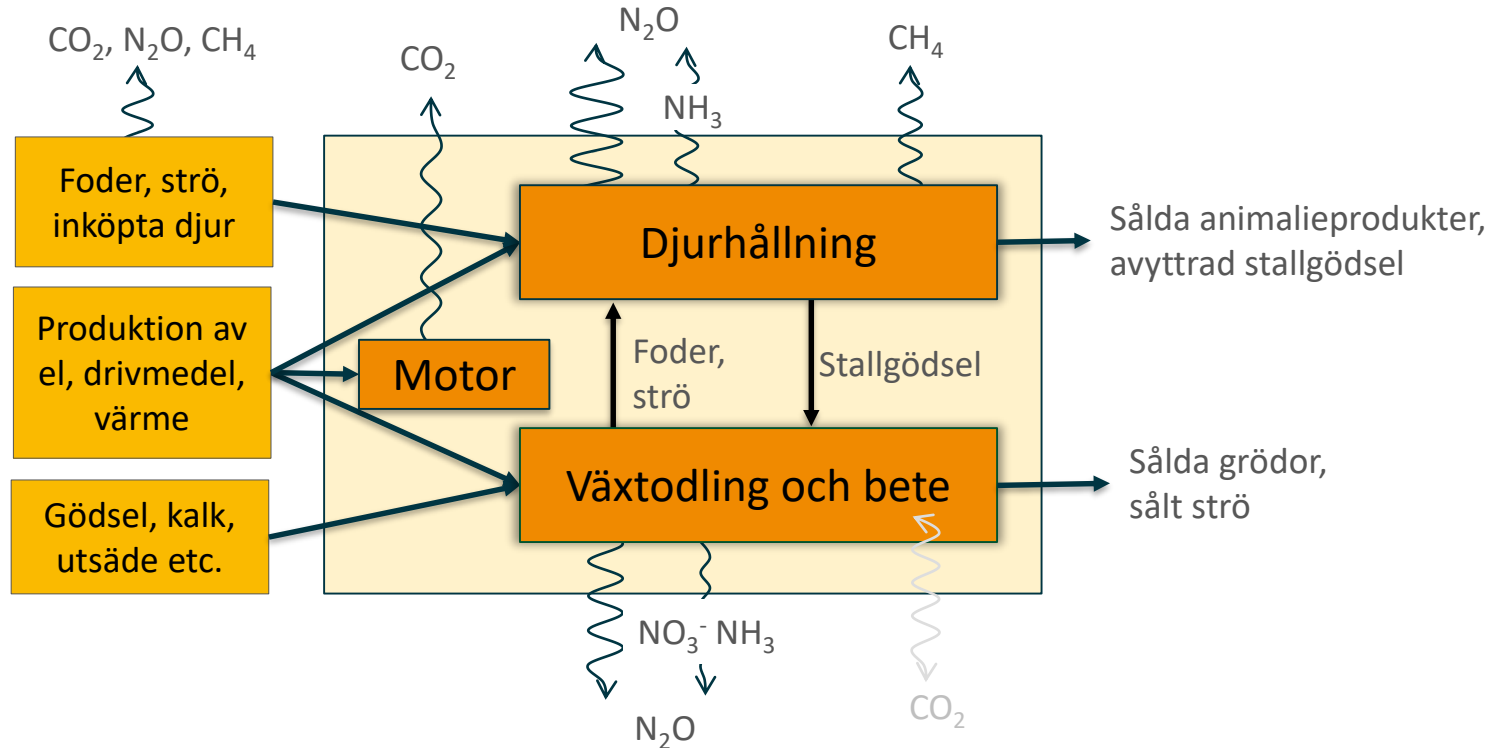 CO₂, N₂O, CH₄
CO₂
N₂O
NH₃
CH₄
Foder, strö,
inköpta djur
Djurhållning
Sålda animalieprodukter,
avyttrad stallgödsel
Produktion av
el, drivmedel,
värme
Motor
Foder,
strö
Stallgödsel
Gödsel, kalk,
utsäde etc.
Växtodling och bete
Sålda grödor,
sålt strö
NO₃⁻ NH₃
N₂O
CO₂